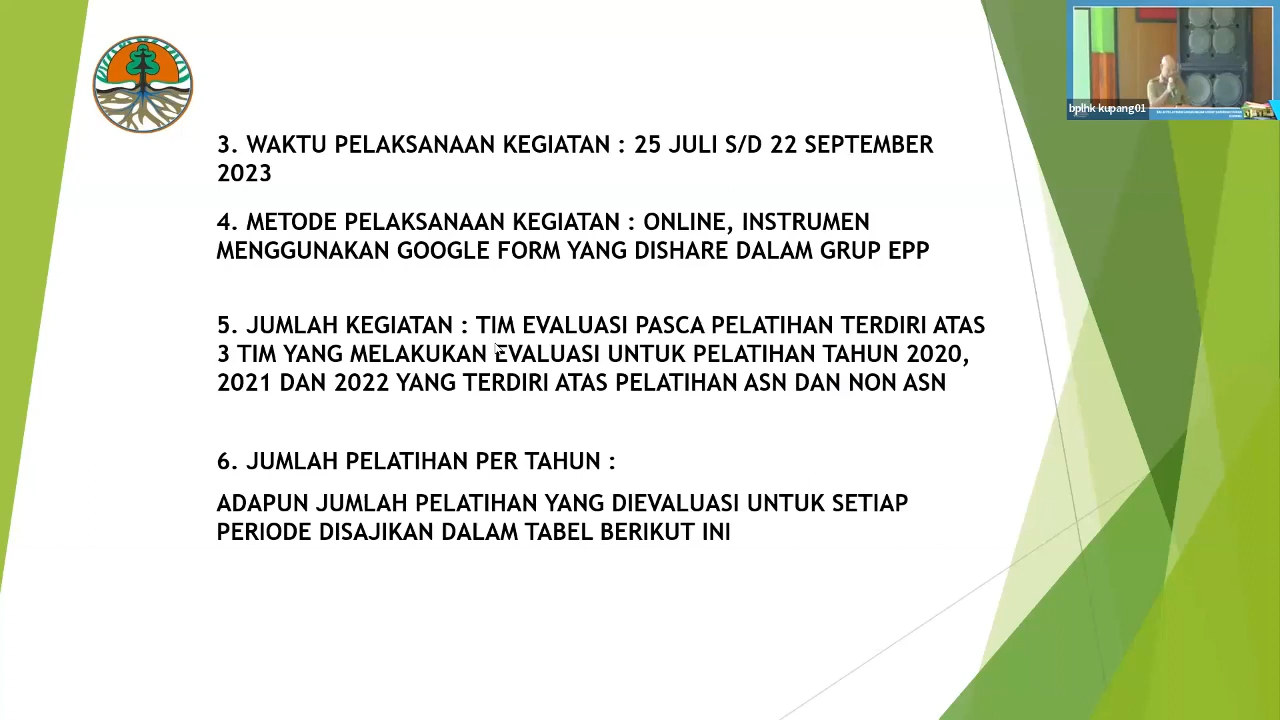 bplhk kupang01
3. WAKTU PELAKSANAAN KEGIATAN : 25 JULI S/D 22 SEPTEMBER
2023
4. METODE PELAKSANAAN KEGIATAN : ONLINE, INSTRUMEN
MENGGUNAKAN GOOGLE FORM YANG DISHARE DALAM GRUP EPP
5. JUMLAH KEGIATAN : TIM EVALUASI PASCA PELATIHAN TERDIRI ATAS
3 TIM YANG MELAKUKAN EVALUASI UNTUK PELATIHAN TAHUN 2020,
2021 DAN 2022 YANG TERDIRI ATAS PELATIHAN ASN DAN NON ASN
6. JUMLAH PELATIHAN PER TAHUN :
ADAPUN JUMLAH PELATIHAN YANG DIEVALUASI UNTUK SETIAP
PERIODE DISAJIKAN DALAM TABEL BERIKUT INI